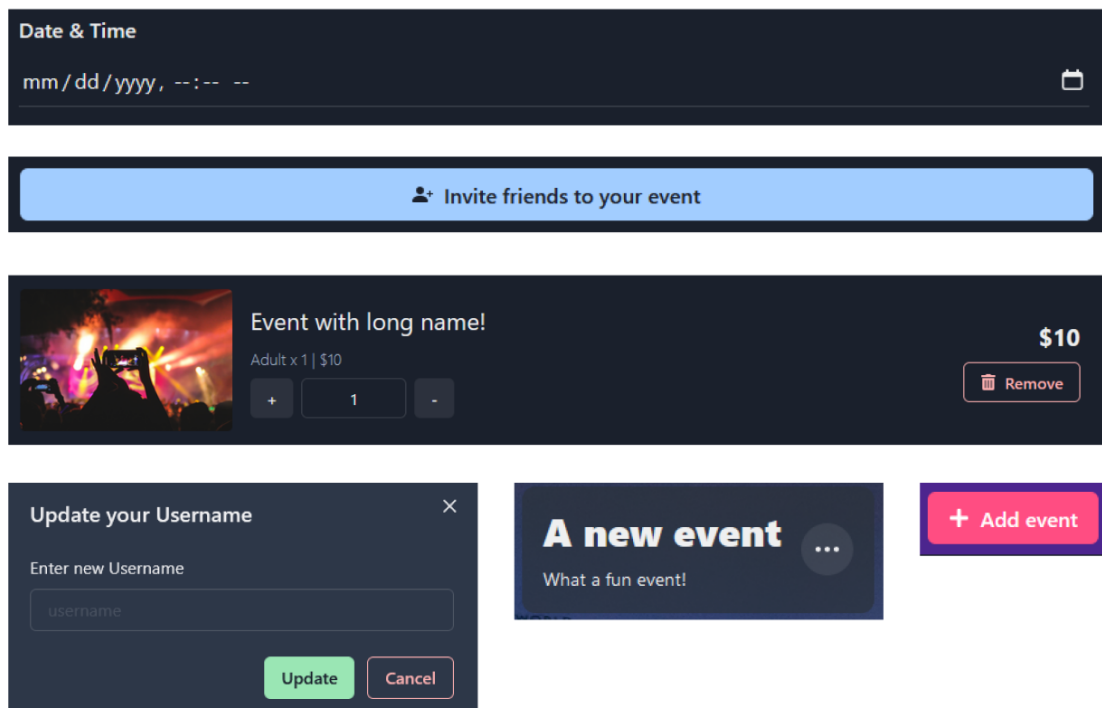 Date & Time
mm/dd/yyyy, --:-- --
Invite friends to your event
Event with long name!
Adult x 1 | $10
+ 1 -
$10
Remove
Update your Username
Enter new Username
username
Update Cancel
A new event
What a fun event!
Add event